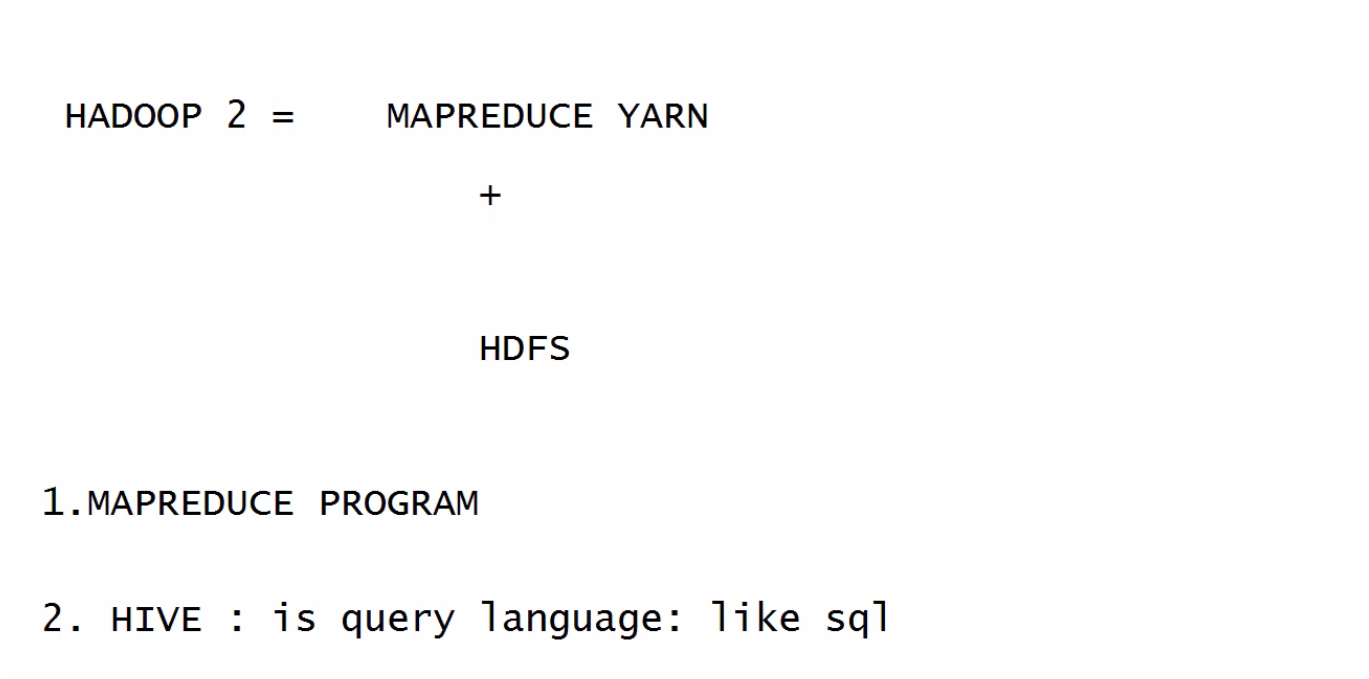 HADOOP 2 = MAPREDUCE YARN
+
HDFS
1.MAPREDUCE PROGRAM
2. HIVE : is query language: like sql